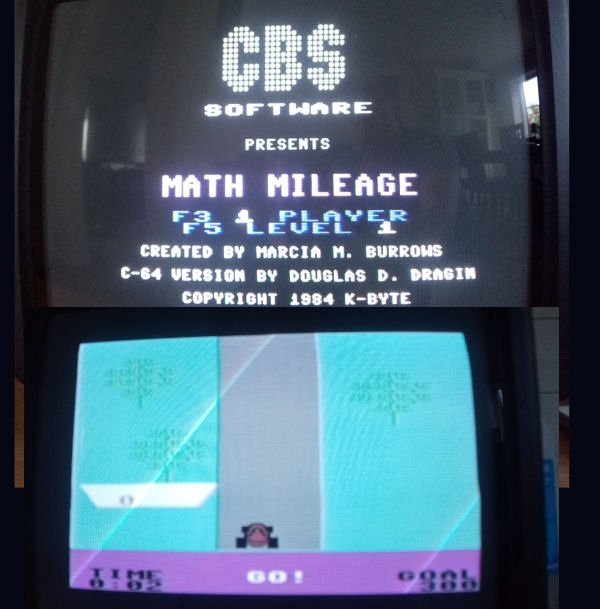 CBS
SOFTWARE
PRESENTS
MATH MILEAGE
F3 1 PLAYER
F5 LEVEL 1
CREATED BY MARCIA M. BURROWS
C-64 VERSION BY DOUGLAS D. DRAGIN
COPYRIGHT 1984 K-BYTE
0
TIME GO! GOAL
0:02 300